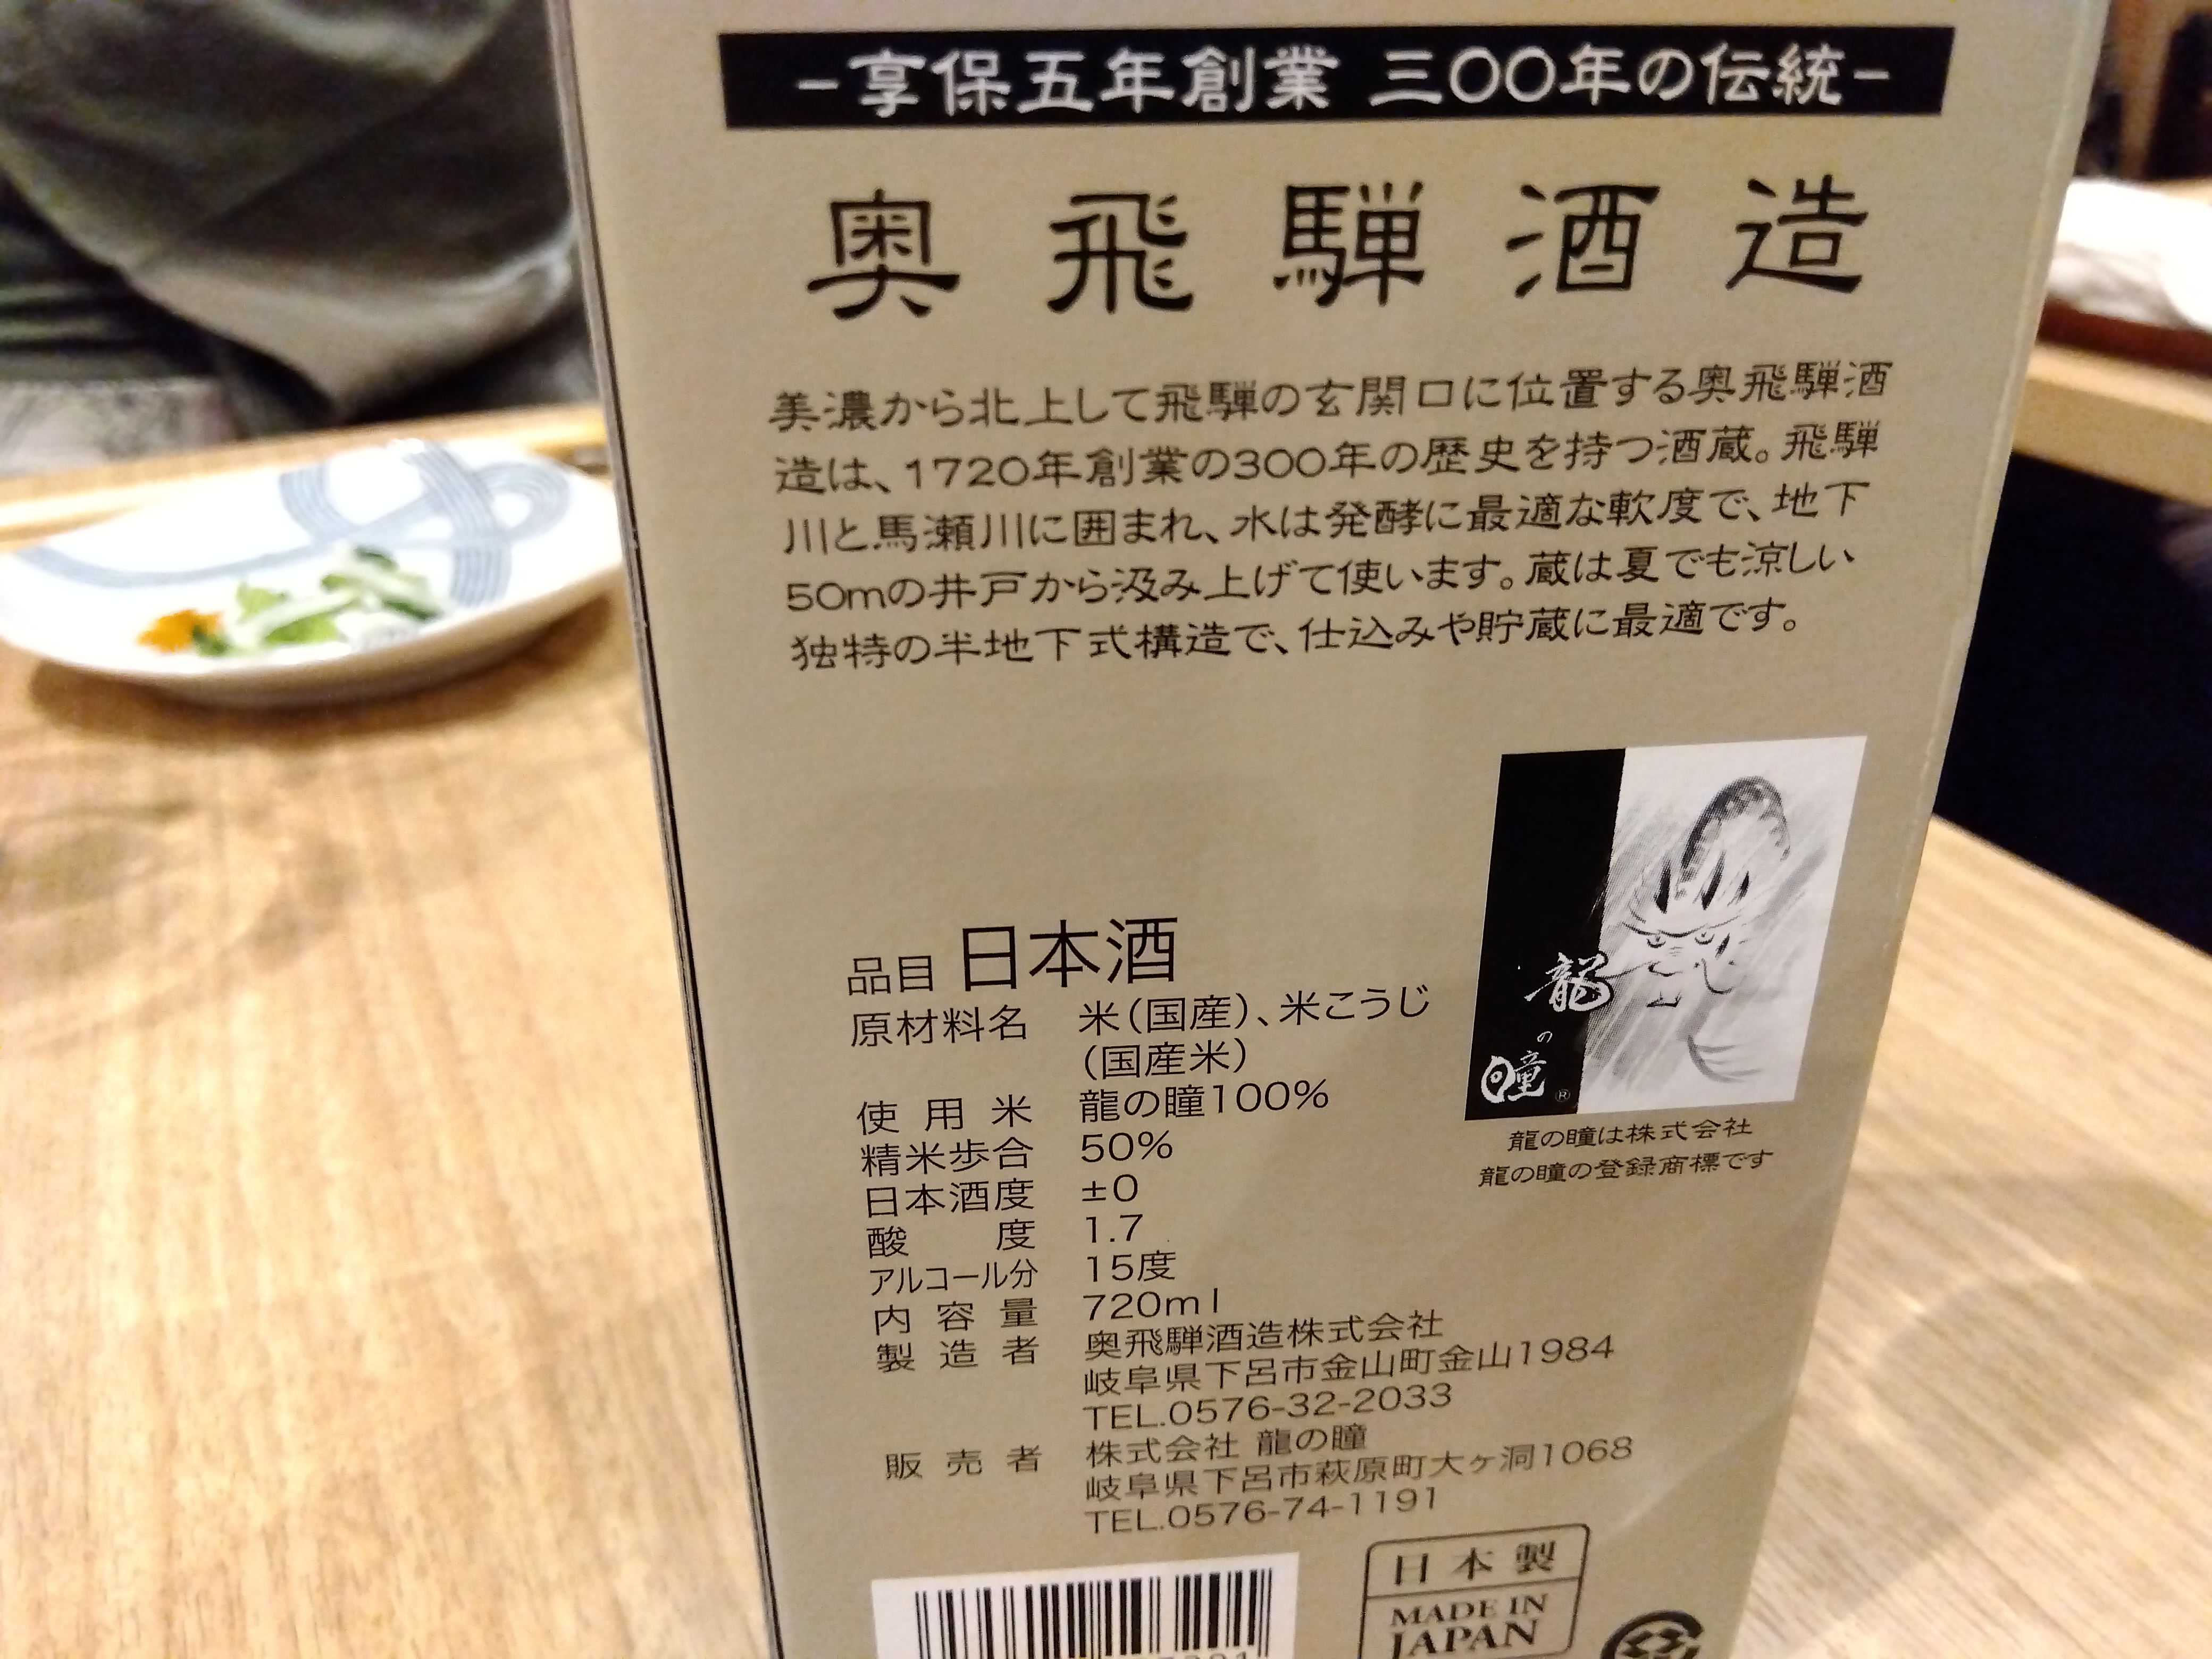 -享保五年創業 三〇〇年の伝統-
奥飛騨酒造
美濃から北上して飛騨の玄関口に位置する奥飛騨酒
造は、1720年創業の300年の歴史を持つ酒蔵。飛騨
川と馬瀬川に囲まれ、水は発酵に最適な軟度で、地下
50mの井戸から汲み上げて使います。蔵は夏でも涼しい
独特の半地下式構造で、仕込みや貯蔵に最適です。
龍の瞳®
龍の瞳は株式会社
龍の瞳の登録商標です
品目 日本酒
原材料名 米(国産)、米こうじ
(国産米)
使用米 龍の瞳100%
精米歩合 50%
日本酒度 ±0
酸度 1.7
アルコール分 15度
内容量 720ml
製造者 奥飛騨酒造株式会社
岐阜県下呂市金山町金山1984
TEL.0576-32-2033
販売者 株式会社 龍の瞳
岐阜県下呂市萩原町大ヶ洞1068
TEL.0576-74-1191
日本製
MADE IN
JAPAN